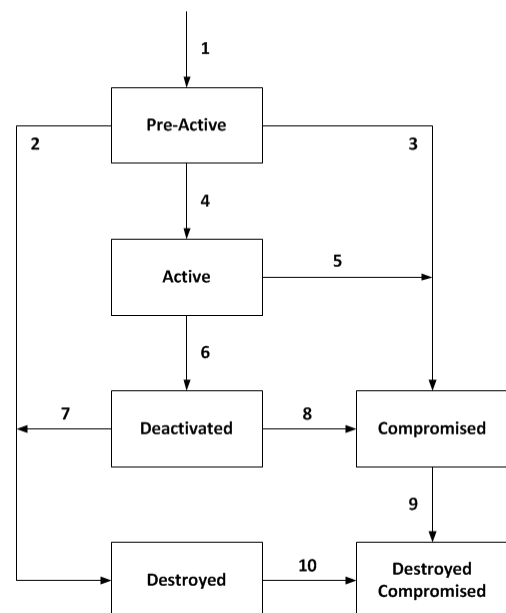 1
Pre-Active
2
3
4
Active
5
6
7
Deactivated
8
Compromised
9
Destroyed
10
Destroyed
Compromised